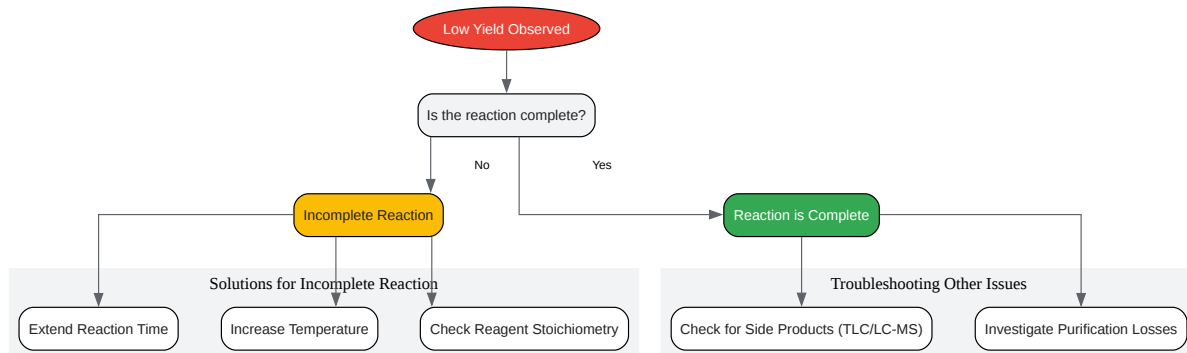 Low Yield Observed
Is the reaction complete?
No
Yes
Incomplete Reaction
Reaction is Complete
Solutions for Incomplete Reaction
Troubleshooting Other Issues
Extend Reaction Time
Increase Temperature
Check Reagent Stoichiometry
Check for Side Products (TLC/LC-MS)
Investigate Purification Losses